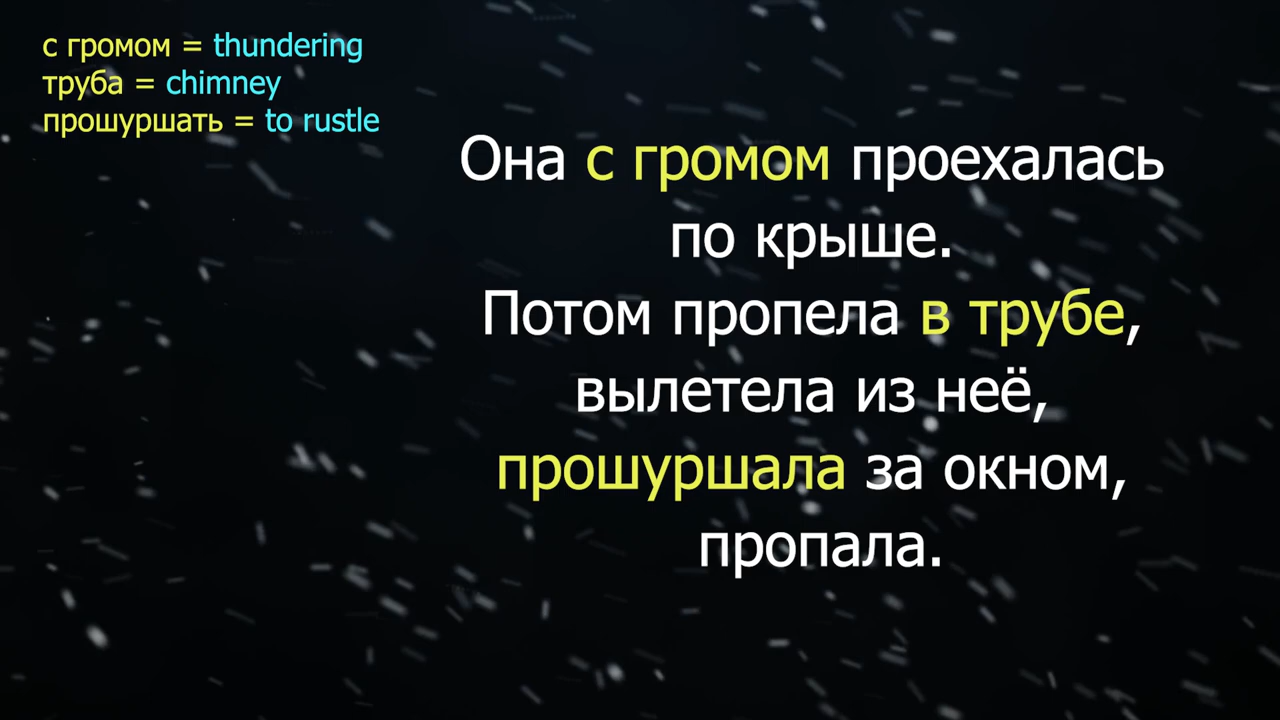 с громом = thundering
труба = chimney
прошуршать = to rustle
Она с громом проехалась
по крыше.
Потом пропела в трубе,
вылетела из неё,
прошуршала за окном,
пропала.